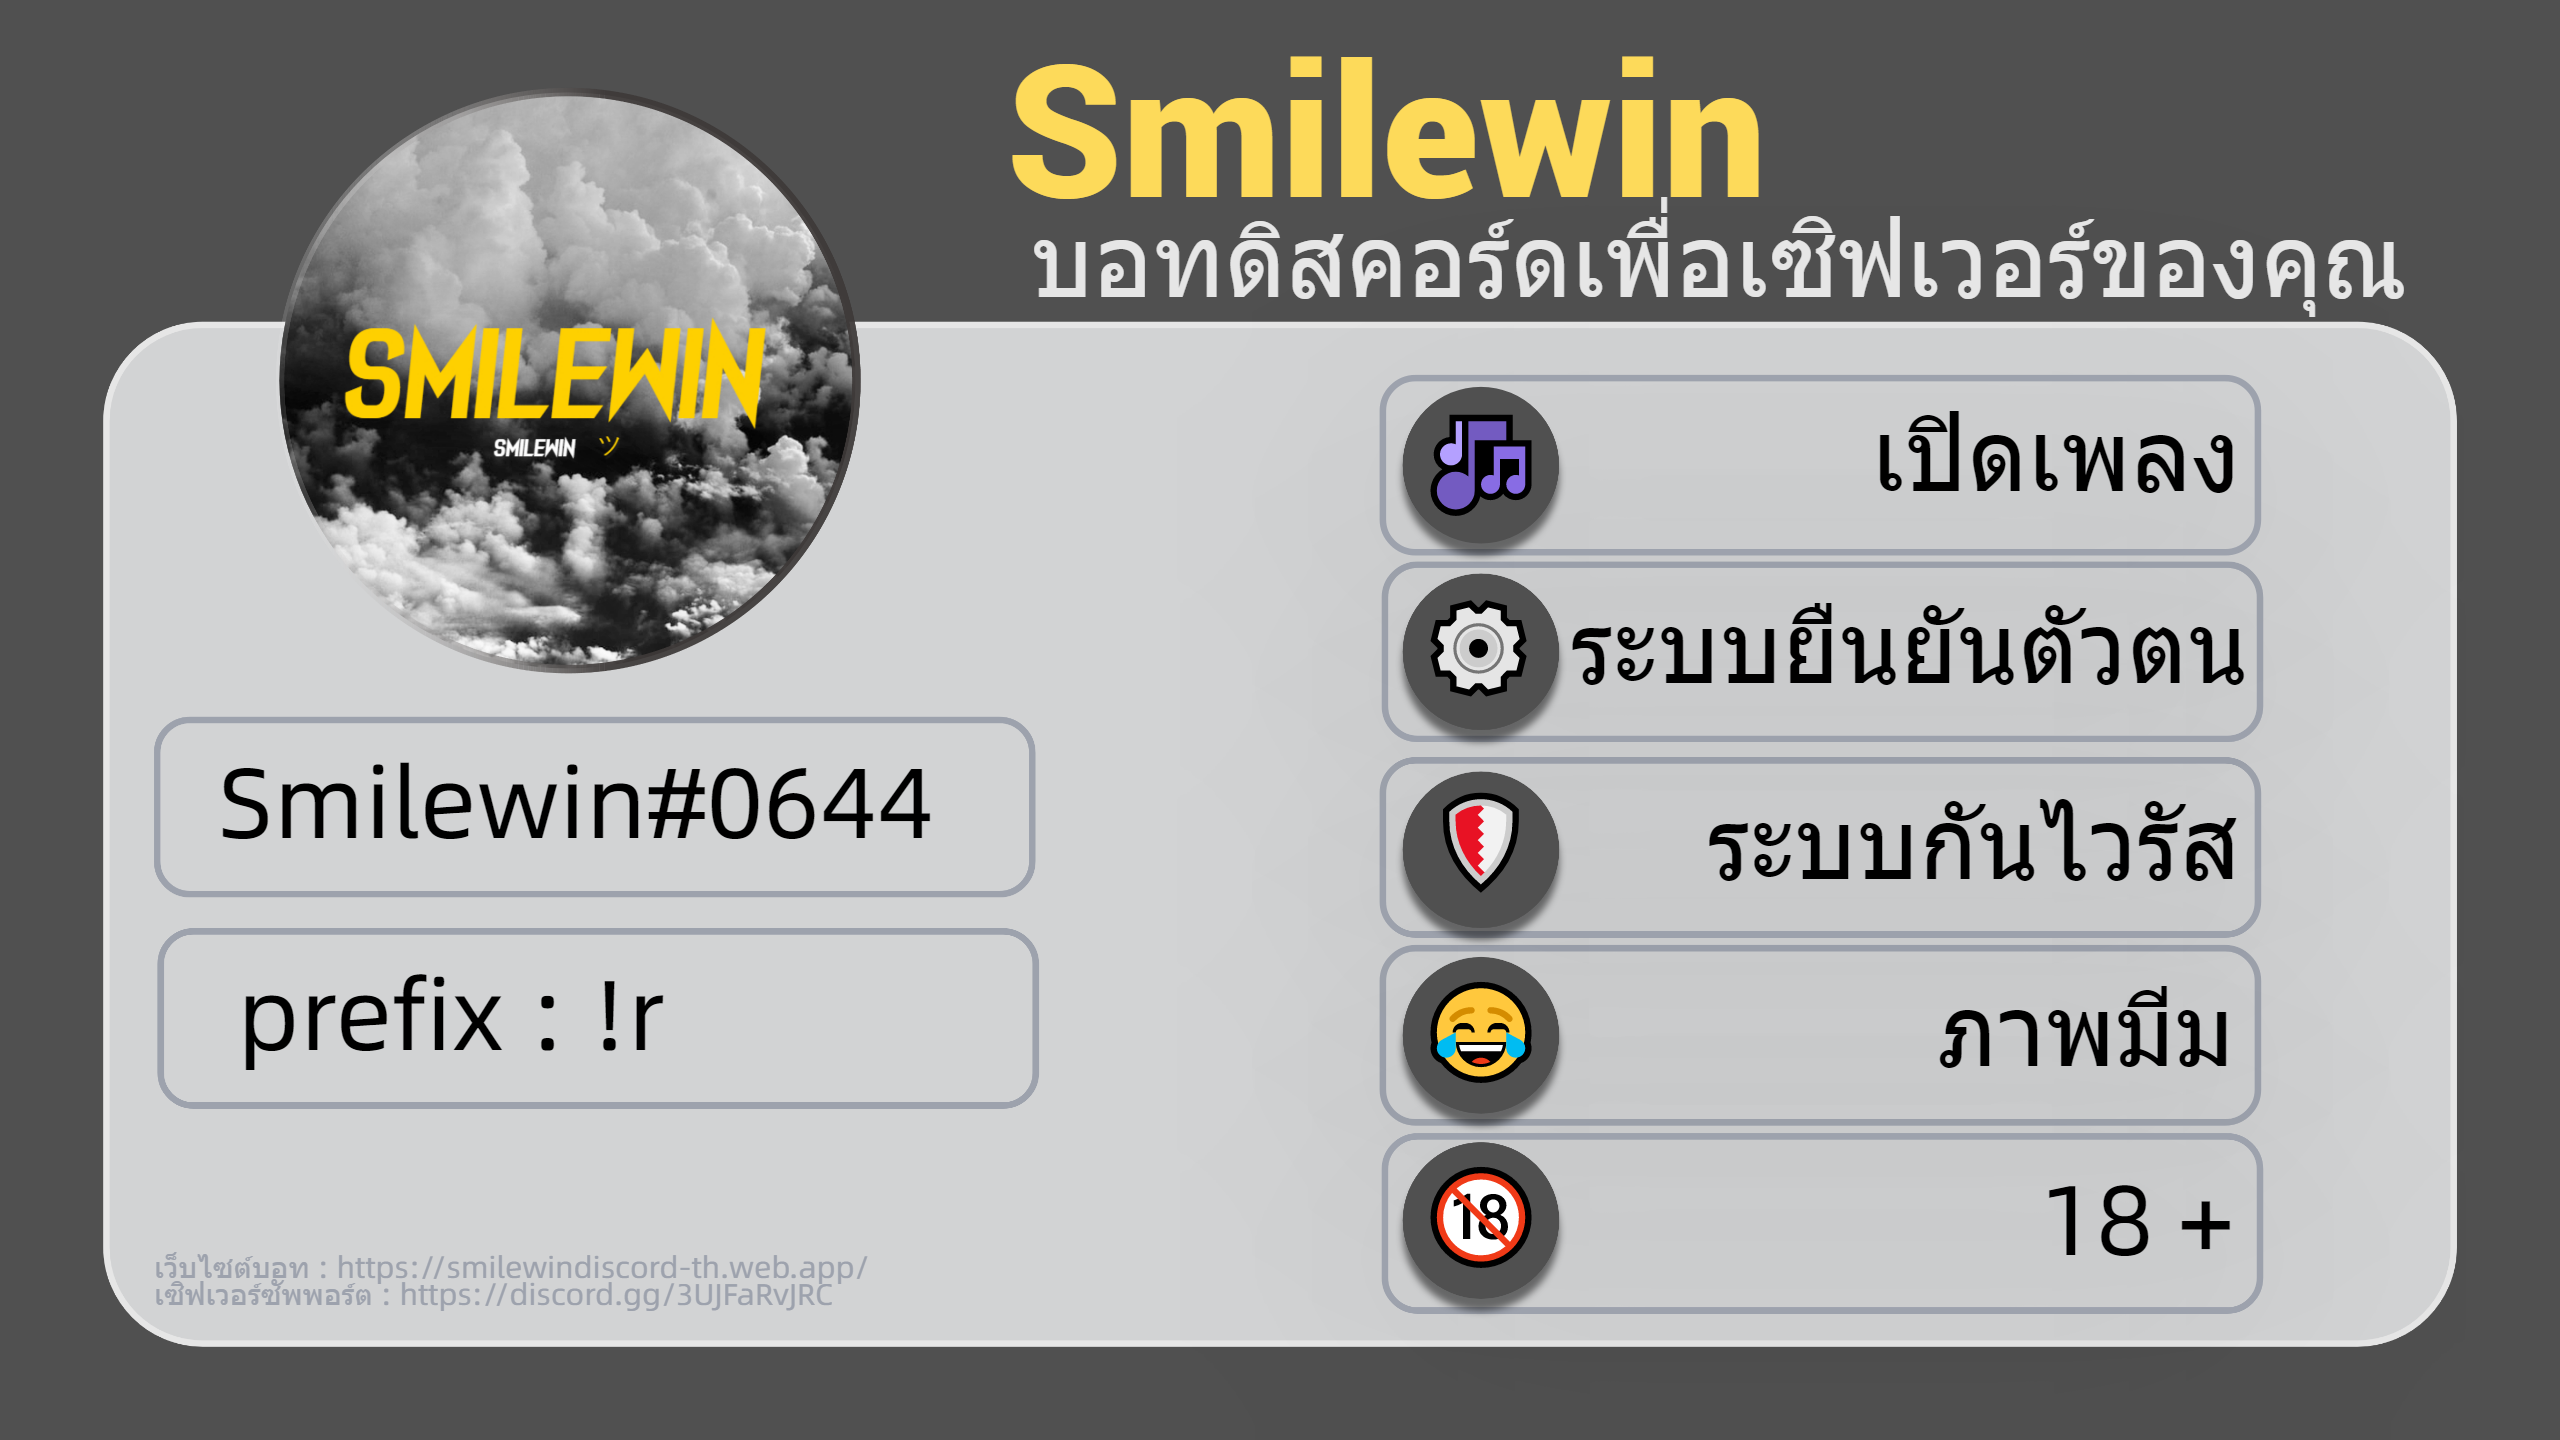 Smilewin
บอทดิสคอร์ดเพื่อเซิฟเวอร์ของคุณ
SMILEWIN
SMILEWIN ツ
Smilewin#0644
prefix : !r
เว็บไซต์บอท : https://smilewindiscord-th.web.app/
เซิฟเวอร์ซัพพอร์ต : https://discord.gg/3UJFaRvJRC
เปิดเพลง
ระบบยืนยันตัวตน
ระบบกันไวรัส
ภาพมีม
18
18 +